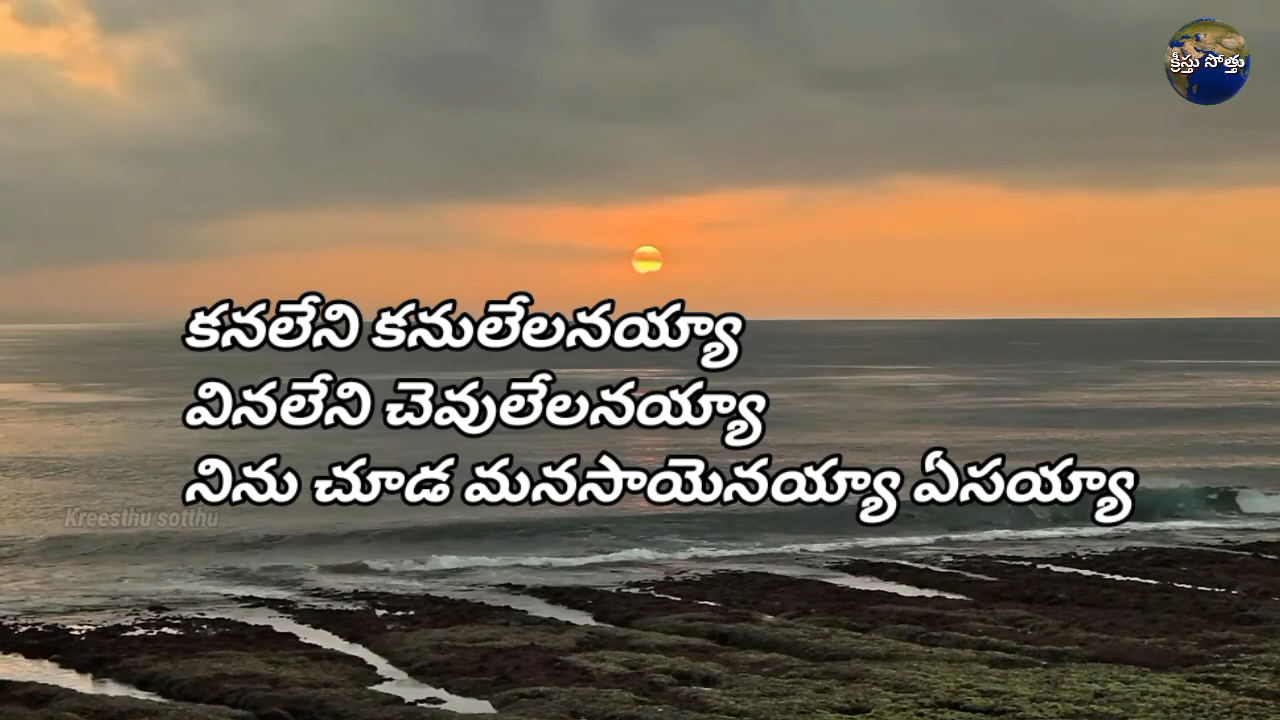 క్రీస్తు సోత్తు
కనలేని కనులేలనయ్యా
వినలేని చెవులేలనయ్యా
నిను చూడ మనసాయెనయ్యా ఏసయ్యా
Kreesthu sotthu